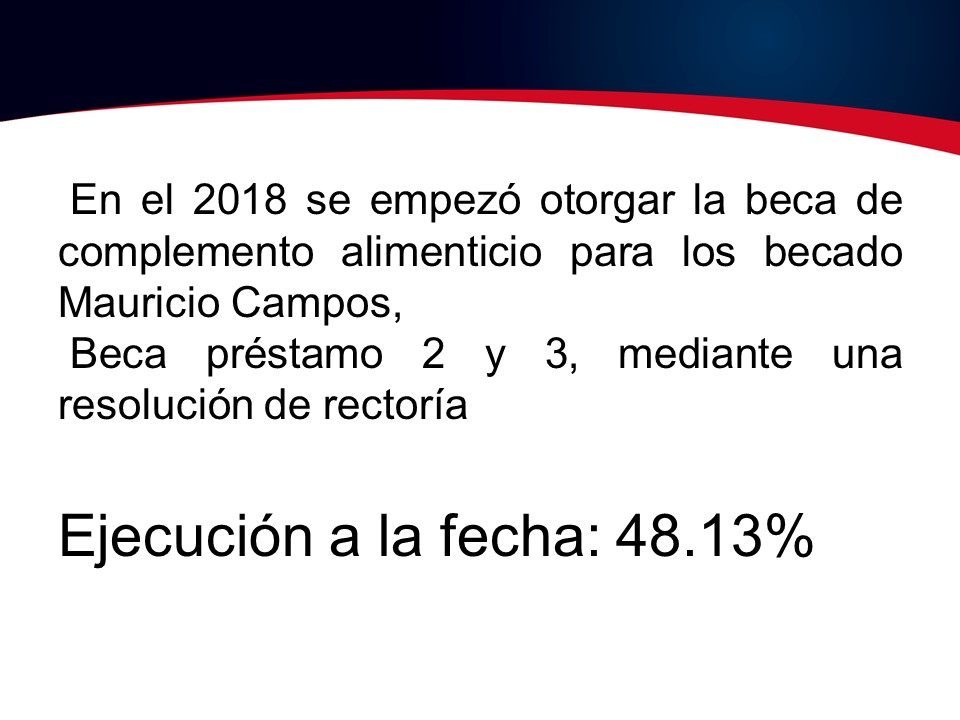 En el 2018 se empezó otorgar la beca de
complemento alimenticio para los becado
Mauricio Campos,
Beca préstamo 2 y 3, mediante una
resolución de rectoría
Ejecución a la fecha: 48.13%